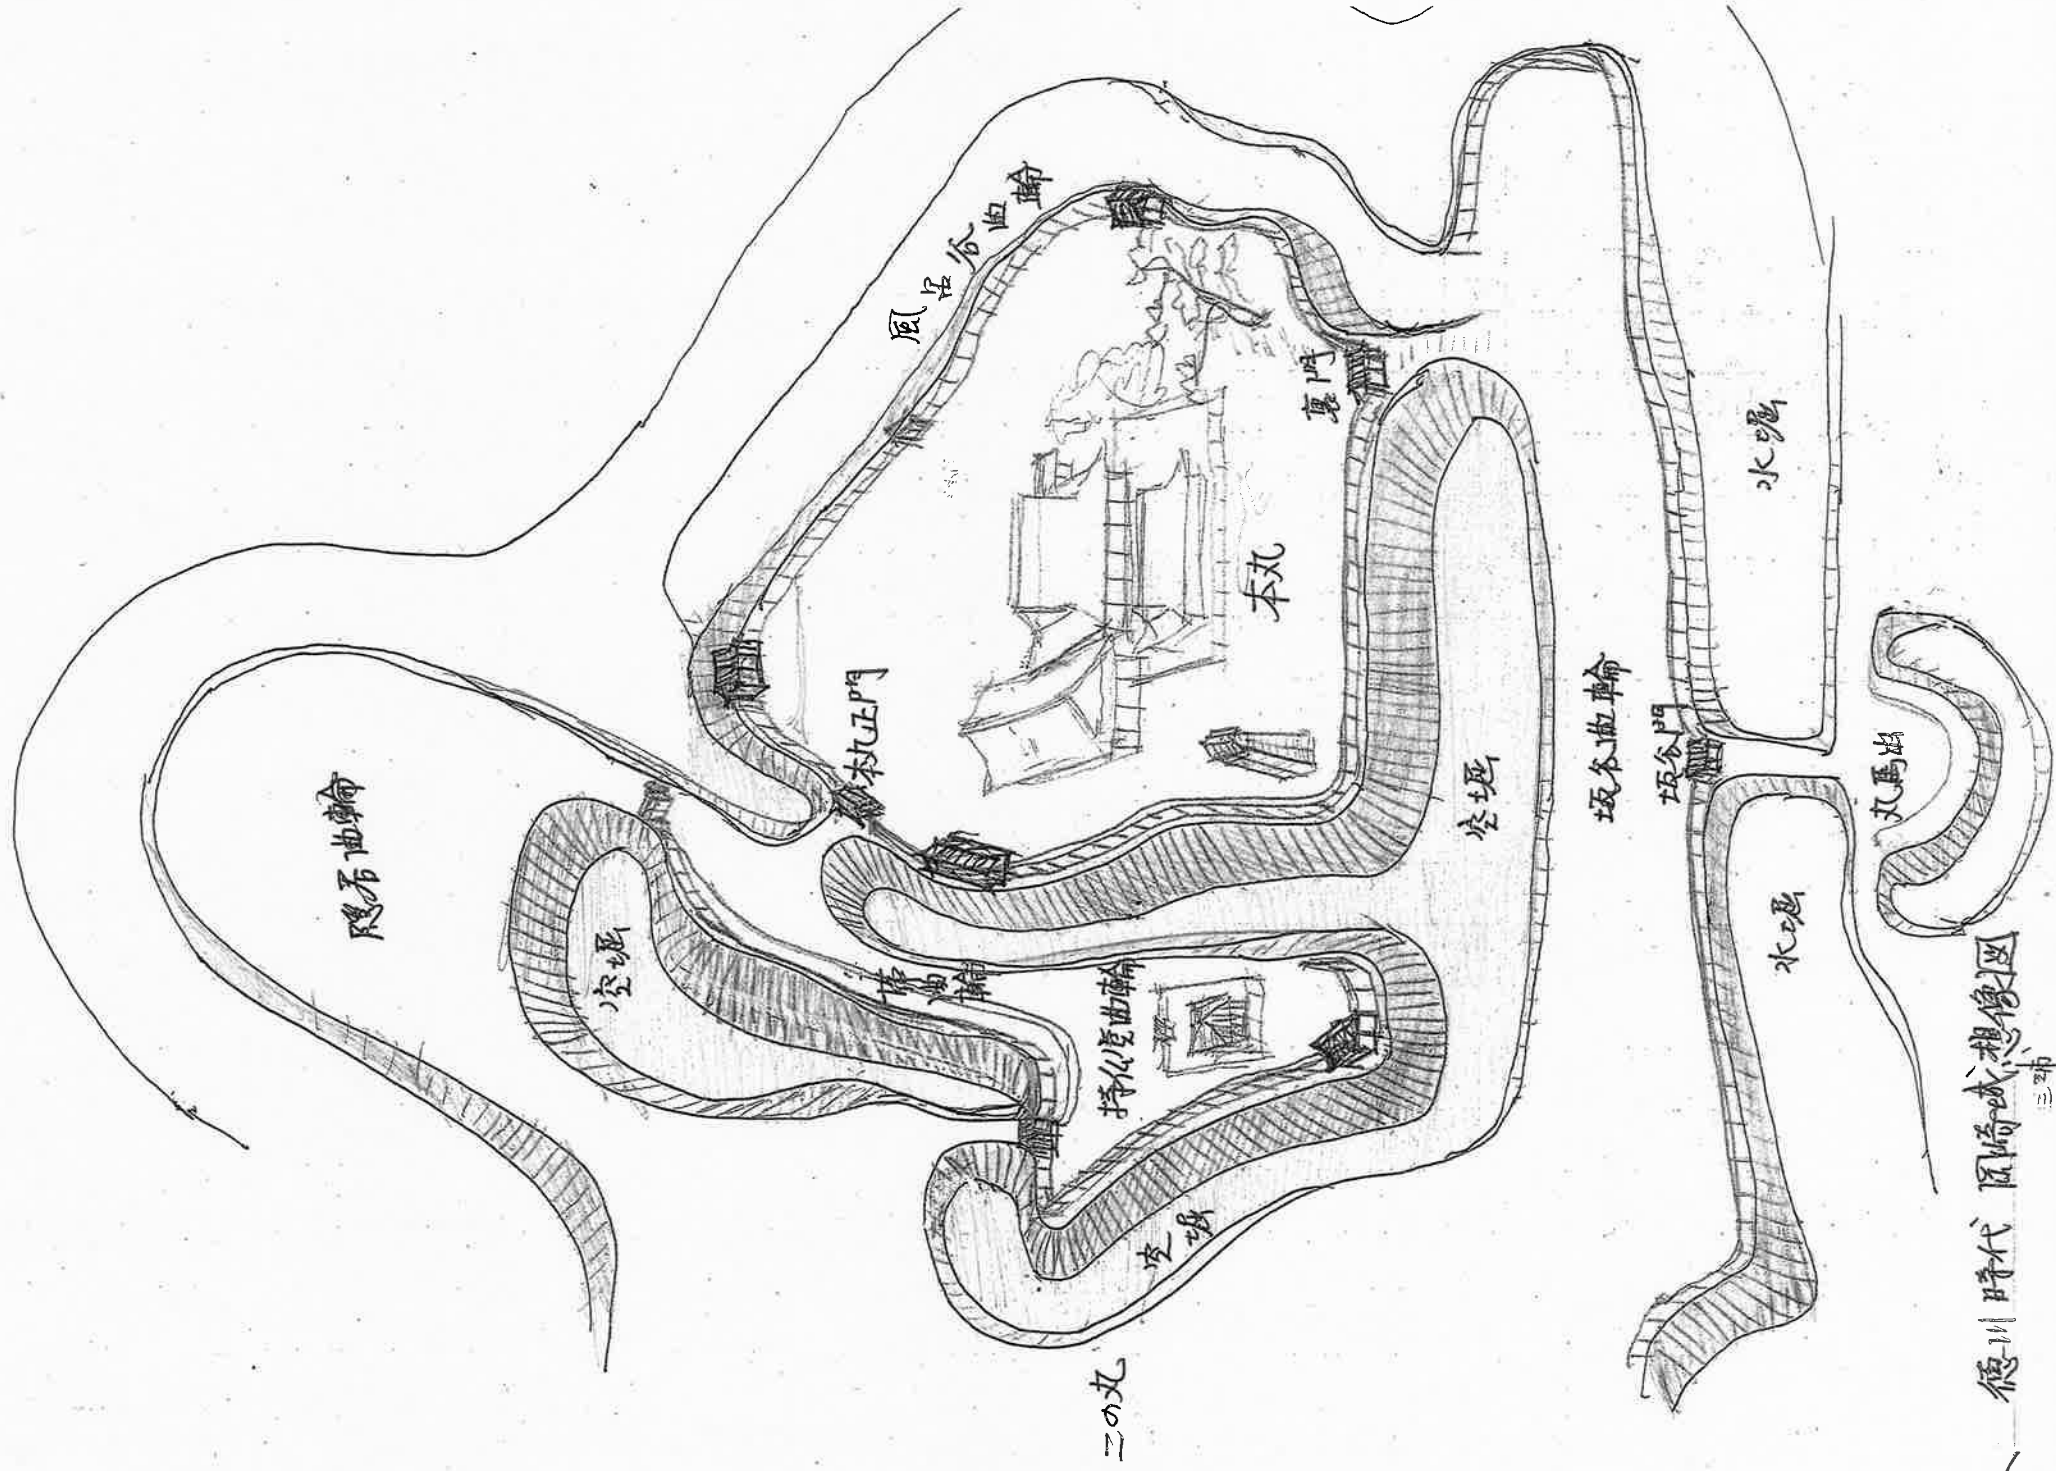 隠居曲輪
空堀
本丸正門
風呂谷曲輪
帯曲輪
二の丸
持仏堂曲輪
空堀
本丸
裏門
空堀
坂谷曲輪
坂谷門
水堀
水堀
丸馬出
徳川時代 岡崎城想像図